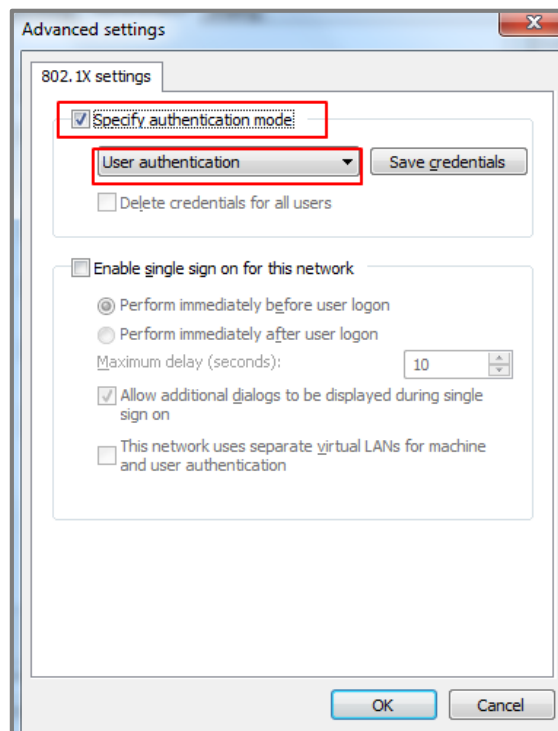 Advanced settings
802.1X settings
Specify authentication mode
User authentication
Save credentials
Delete credentials for all users
Enable single sign on for this network
Perform immediately before user logon
Perform immediately after user logon
Maximum delay (seconds):
10
Allow additional dialogs to be displayed during single
sign on
This network uses separate virtual LANs for machine
and user authentication
OK
Cancel